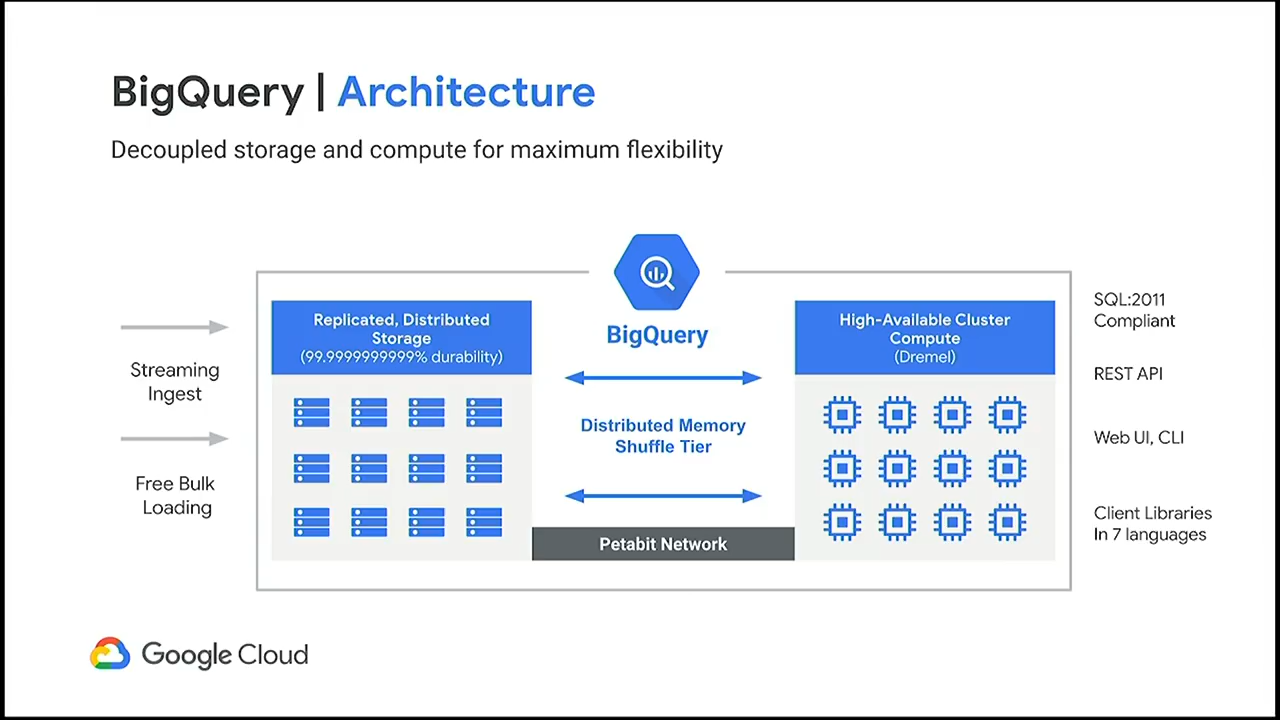 BigQuery | Architecture
Decoupled storage and compute for maximum flexibility
Streaming
Ingest
Free Bulk
Loading
Replicated, Distributed
Storage
(99.9999999999% durability)
BigQuery
Distributed Memory
Shuffle Tier
Petabit Network
High-Available Cluster
Compute
(Dremel)
SQL:2011
Compliant
REST API
Web UI, CLI
Client Libraries
In 7 languages
Google Cloud